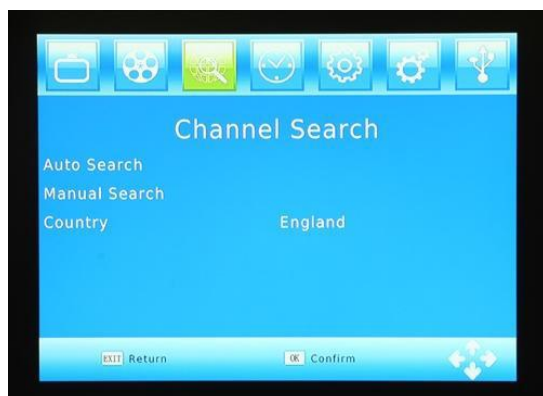 Channel Search
Auto Search
Manual Search
Country England
EXIT Return OK Confirm